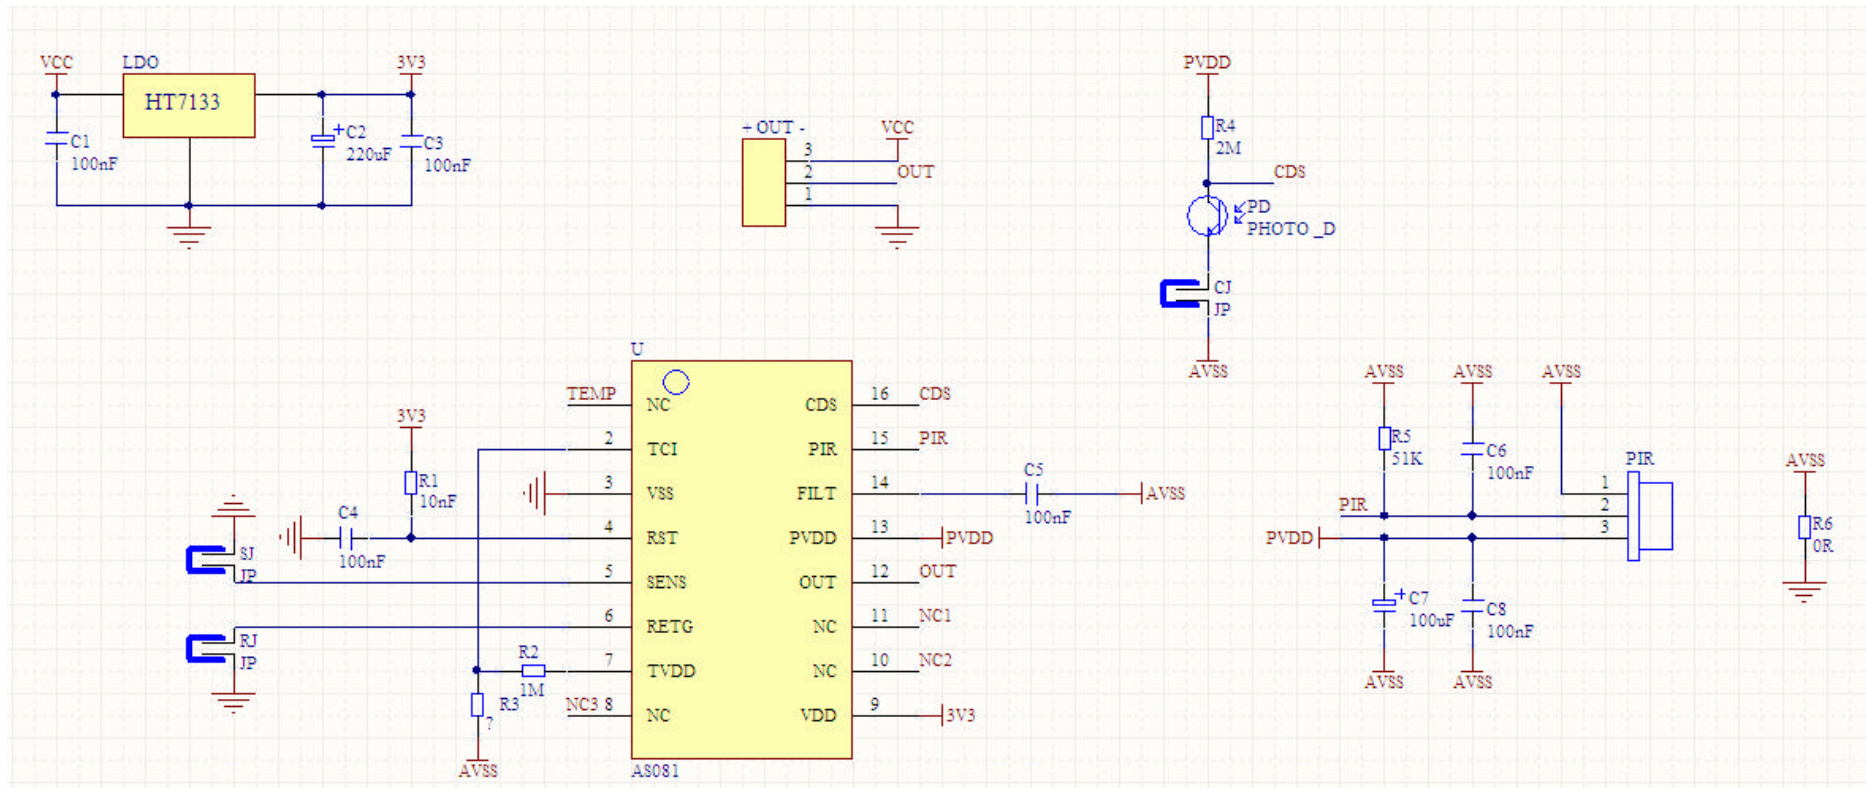 VCC
LDO
HT7133
3V3
C1
100nF
C2
220uF
C3
100nF
+ OUT -
3
2
1
VCC
OUT
PVDD
R4
2M
CDS
PD
PHOTO _D
CJ
JP
AVSS
U
TEMP
NC
2
TCI
3
VSS
4
RST
5
SENS
6
RETG
7
TVDD
NC3 8
NC
CDS
16
CDS
PIR
15
PIR
FILT
14
PVDD
13
PVDD
OUT
12
OUT
NC
11
NC1
NC
10
NC2
VDD
9
3V3
AS081
3V3
R1
10nF
C4
100nF
SJ
JP
RJ
JP
R2
1M
R3
?
AVSS
C5
100nF
AVSS
AVSS
AVSS
AVSS
R5
51K
C6
100nF
PIR
1
2
3
PIR
PVDD
C7
100uF
C8
100nF
AVSS
AVSS
AVSS
R6
0R